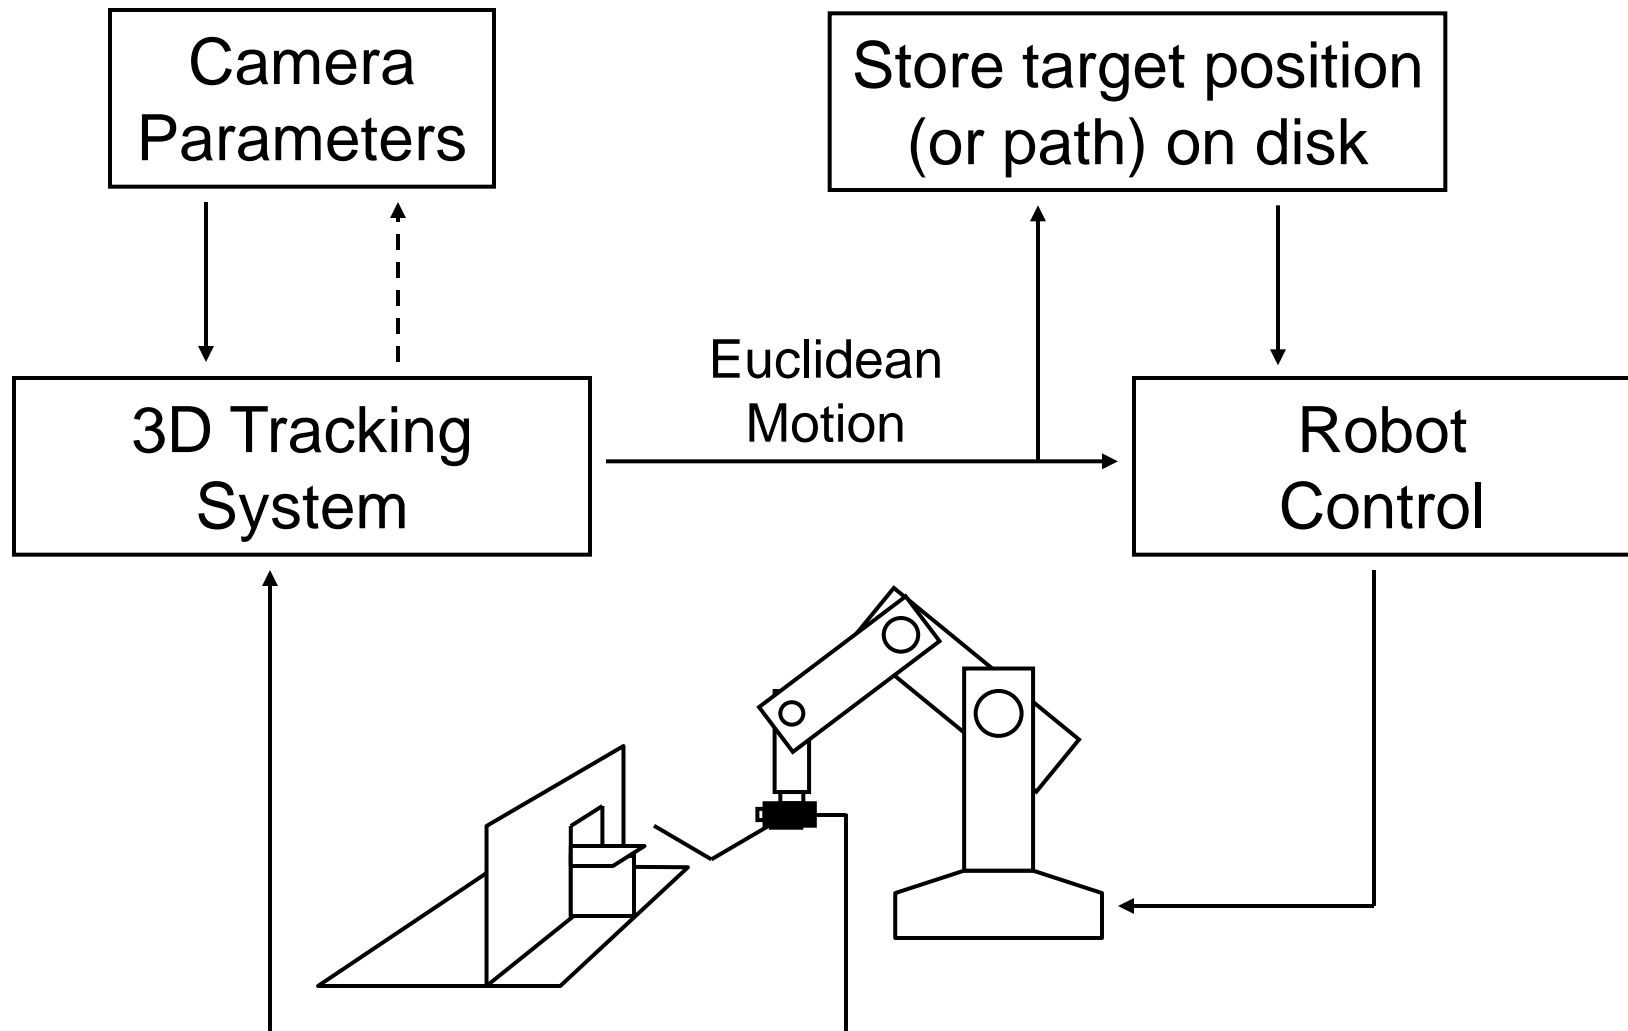 Camera
Parameters
Store target position
(or path) on disk
Euclidean
Motion
3D Tracking
System
Robot
Control